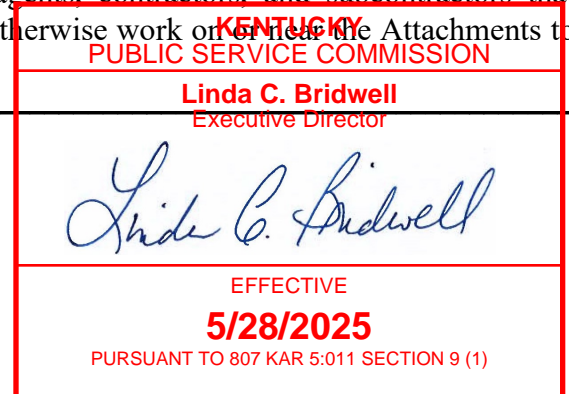 KENTUCKY
therwise work on or near the Attachments to
PUBLIC SERVICE COMMISSION
Linda C. Bridwell
Executive Director
Linda C. Bridwell
EFFECTIVE
5/28/2025
PURSUANT TO 807 KAR 5:011 SECTION 9 (1)